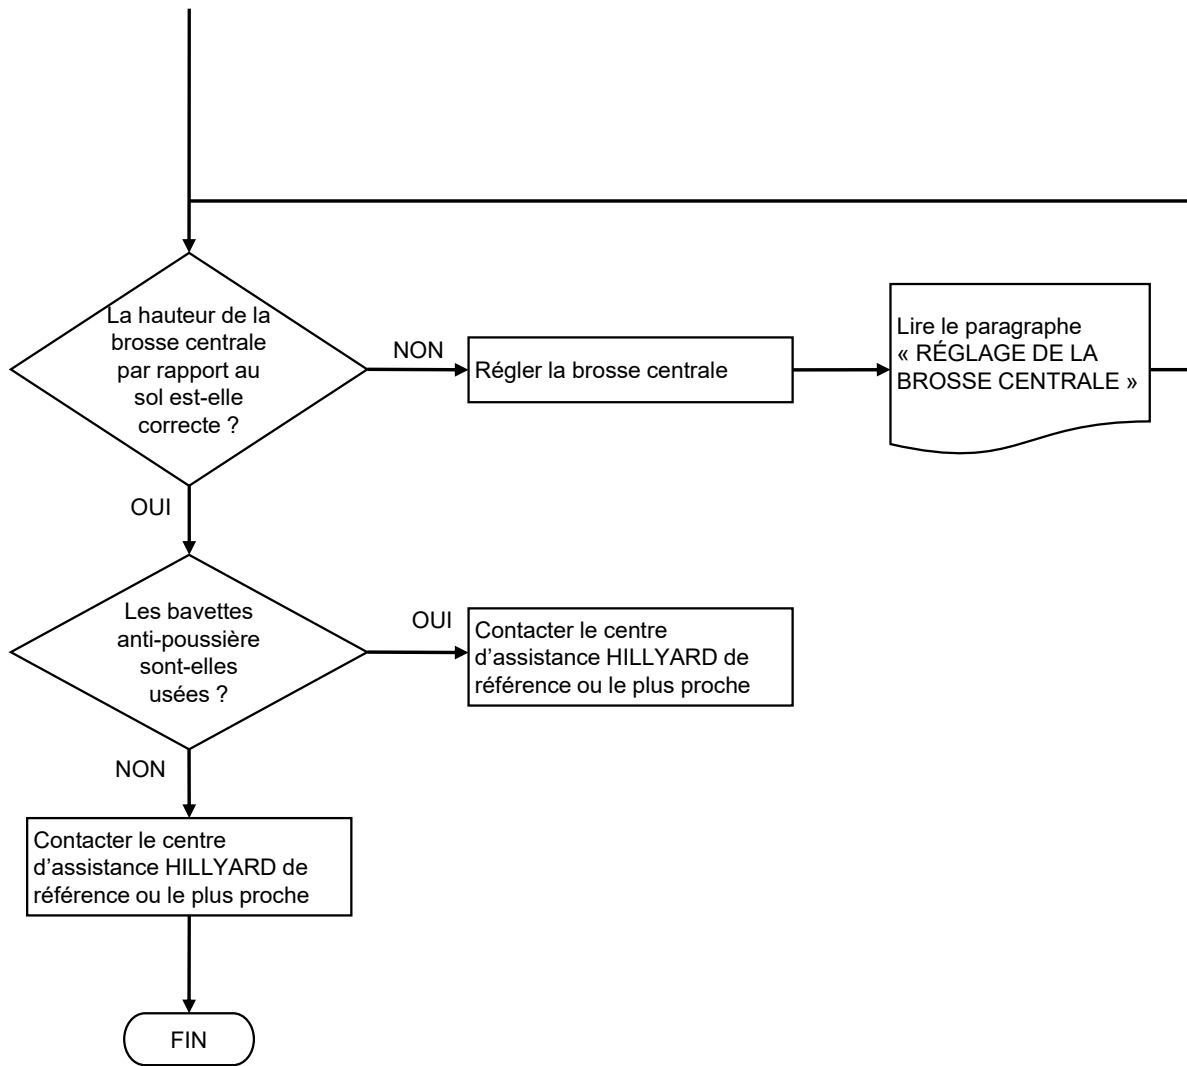 La hauteur de la
brosse centrale
par rapport au
sol est-elle
correcte ?
NON
Régler la brosse centrale
Lire le paragraphe
« RÉGLAGE DE LA
BROSSE CENTRALE »
OUI
Les bavettes
anti-poussière
sont-elles
usées ?
OUI
Contacter le centre
d’assistance HILLYARD de
référence ou le plus proche
NON
Contacter le centre
d’assistance HILLYARD de
référence ou le plus proche
FIN